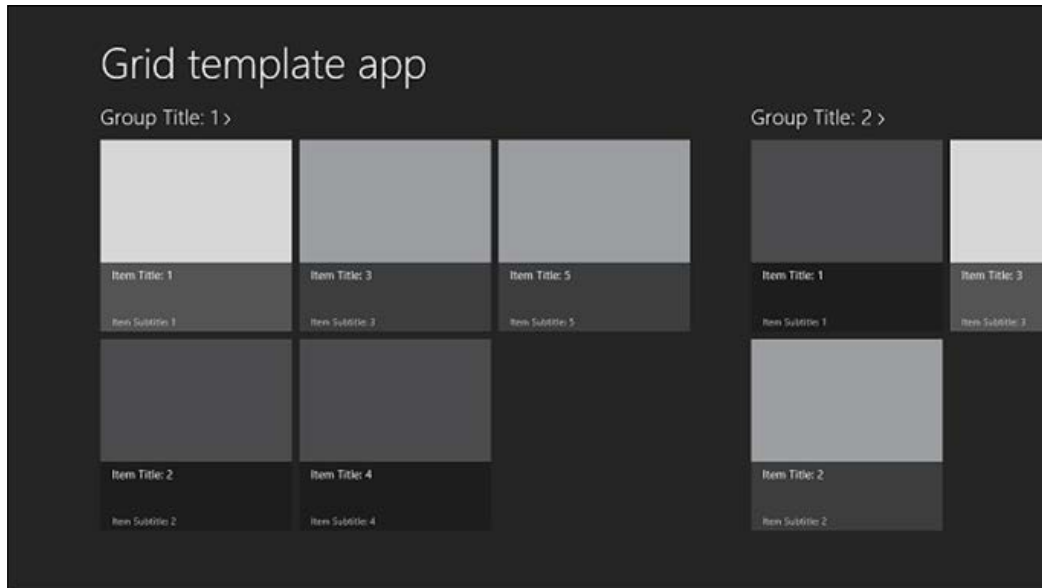 Grid template app
Group Title: 1 >
Item Title: 1
Item Subtitle: 1
Item Title: 3
Item Subtitle: 3
Item Title: 5
Item Subtitle: 5
Item Title: 2
Item Subtitle: 2
Item Title: 4
Item Subtitle: 4
Group Title: 2 >
Item Title: 1
Item Subtitle: 1
Item Title: 3
Item Subtitle: 3
Item Title: 2
Item Subtitle: 2